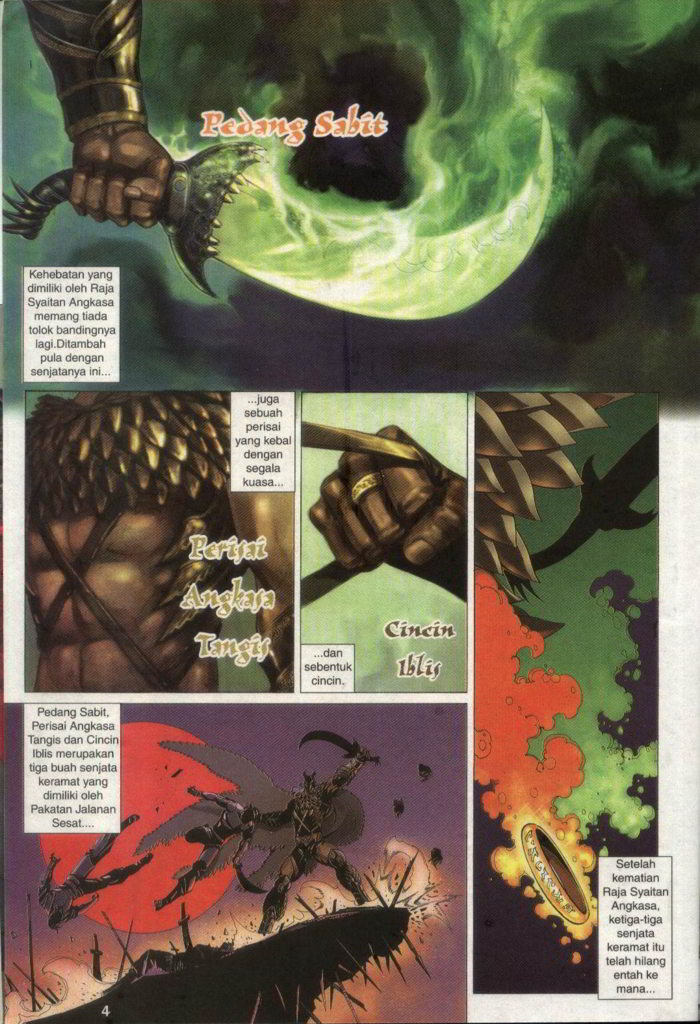 Pedang Sabit
Kehebatan yang
dimiliki oleh Raja
Syaitan Angkasa
memang tiada
tolok bandingnya
lagi.Ditambah
pula dengan
senjatanya ini...
...juga
sebuah
perisai
yang kebal
dengan
segala
kuasa...
Perisai
Angkasa
Tangis
...dan
sebentuk
cincin.
Cincin
Iblis
Pedang Sabit,
Perisai Angkasa
Tangis dan Cincin
Iblis merupakan
tiga buah senjata
keramat yang
dimiliki oleh
Pakatan Jalanan
Sesat....
Setelah
kematian
Raja Syaitan
Angkasa,
ketiga-tiga
senjata
keramat itu
telah hilang
entah ke
mana...
4